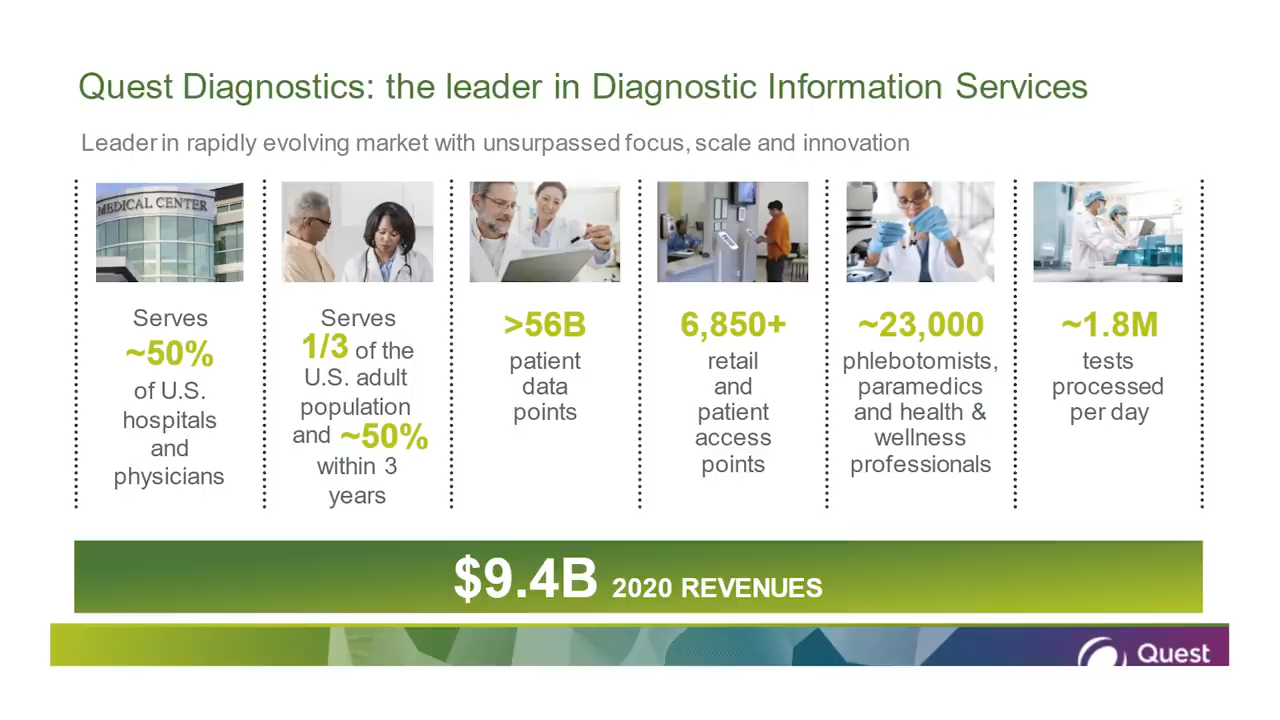 Quest Diagnostics: the leader in Diagnostic Information Services
Leader in rapidly evolving market with unsurpassed focus, scale and innovation
MEDICAL CENTER
Serves
~50%
of U.S.
hospitals
and
physicians
Serves
1/3 of the
U.S. adult
population
and ~50%
within 3
years
>56B
patient
data
points
6,850+
retail
and
patient
access
points
~23,000
phlebotomists,
paramedics
and health &
wellness
professionals
~1.8M
tests
processed
per day
$9.4B 2020 REVENUES
Quest